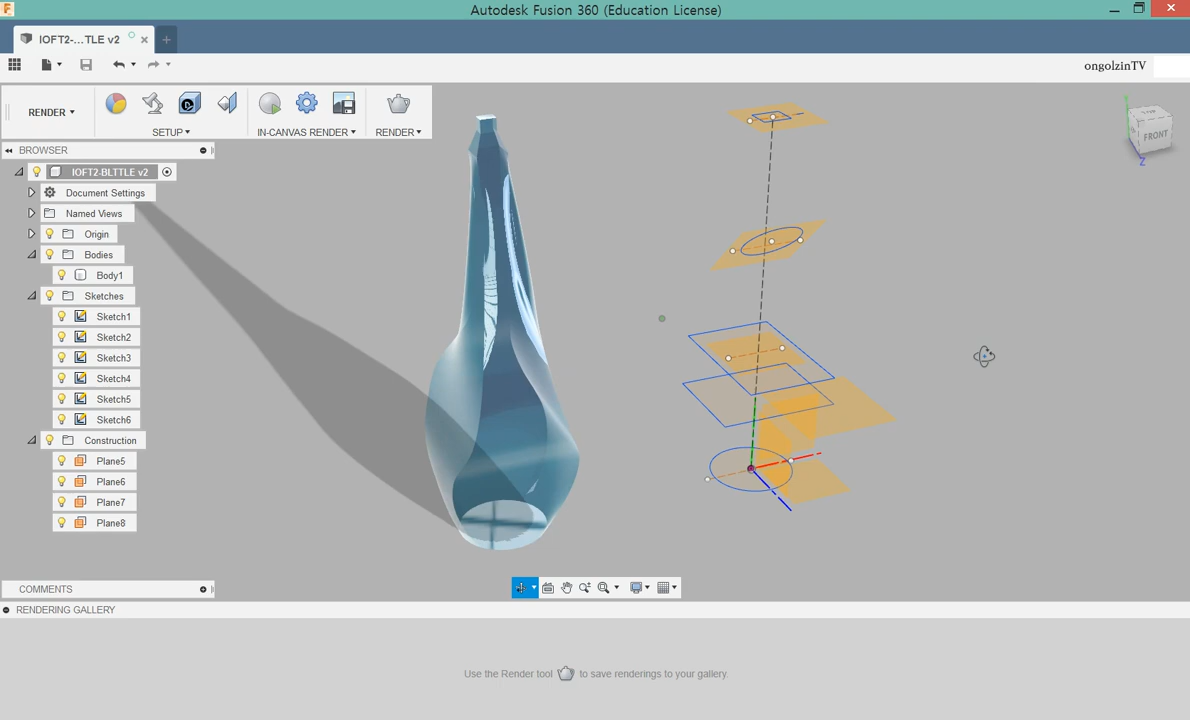 Autodesk Fusion 360 (Education License)
IOFT2-...TLE v2
ongolzinTV
RENDER
SETUP
IN-CANVAS RENDER
RENDER
BROWSER
IOFT2-BLTTLE v2
Document Settings
Named Views
Origin
Bodies
Body1
Sketches
Sketch1
Sketch2
Sketch3
Sketch4
Sketch5
Sketch6
Construction
Plane5
Plane6
Plane7
Plane8
FRONT
Z
COMMENTS
RENDERING GALLERY
Use the Render tool to save renderings to your gallery.